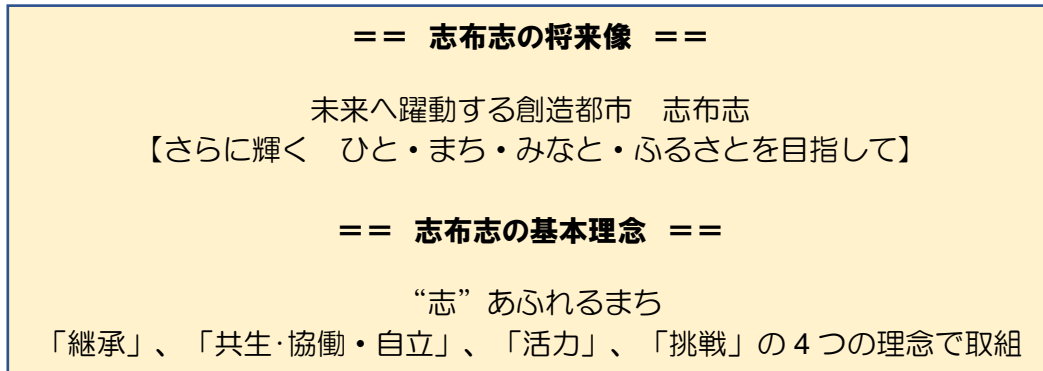 ＝＝ 志布志の将来像 ＝＝
未来へ躍動する創造都市　志布志
【さらに輝く　ひと・まち・みなと・ふるさとを目指して】
＝＝ 志布志の基本理念 ＝＝
“志”あふれるまち
「継承」、「共生･協働・自立」、「活力」、「挑戦」の４つの理念で取組